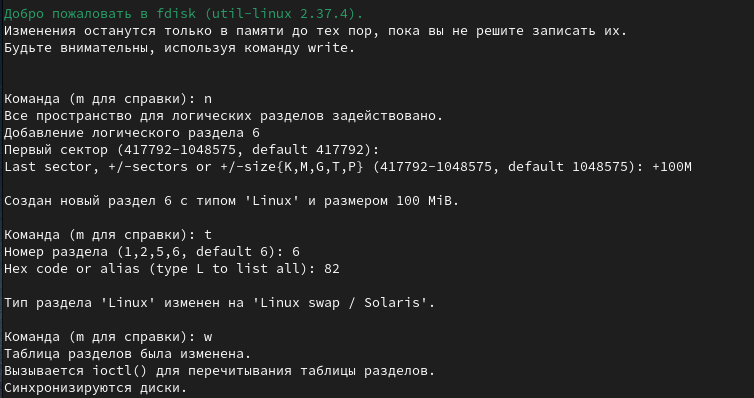 Добро пожаловать в fdisk (util-linux 2.37.4).
Изменения останутся только в памяти до тех пор, пока вы не решите записать их.
Будьте внимательны, используя команду write.
Команда (m для справки): n
Все пространство для логических разделов задействовано.
Добавление логического раздела 6
Первый сектор (417792-1048575, default 417792):
Last sector, +/-sectors or +/-size{K,M,G,T,P} (417792-1048575, default 1048575): +100M
Создан новый раздел 6 с типом 'Linux' и размером 100 MiB.
Команда (m для справки): t
Номер раздела (1,2,5,6, default 6): 6
Hex code or alias (type L to list all): 82
Тип раздела 'Linux' изменен на 'Linux swap / Solaris'.
Команда (m для справки): w
Таблица разделов была изменена.
Вызывается ioctl() для перечитывания таблицы разделов.
Синхронизируются диски.